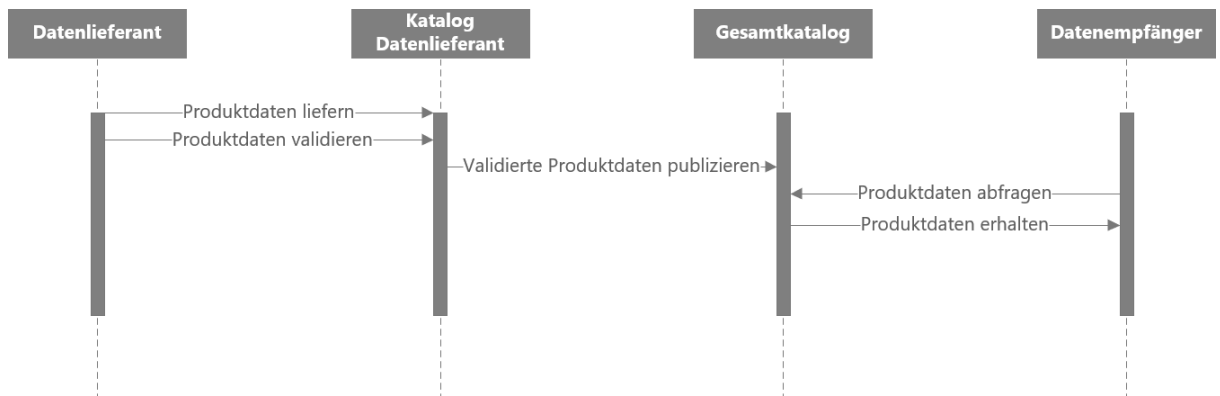 Datenlieferant
Katalog
Datenlieferant
Gesamtkatalog
Datenempfänger
Produktdaten liefern
Produktdaten validieren
Validierte Produktdaten publizieren
Produktdaten abfragen
Produktdaten erhalten